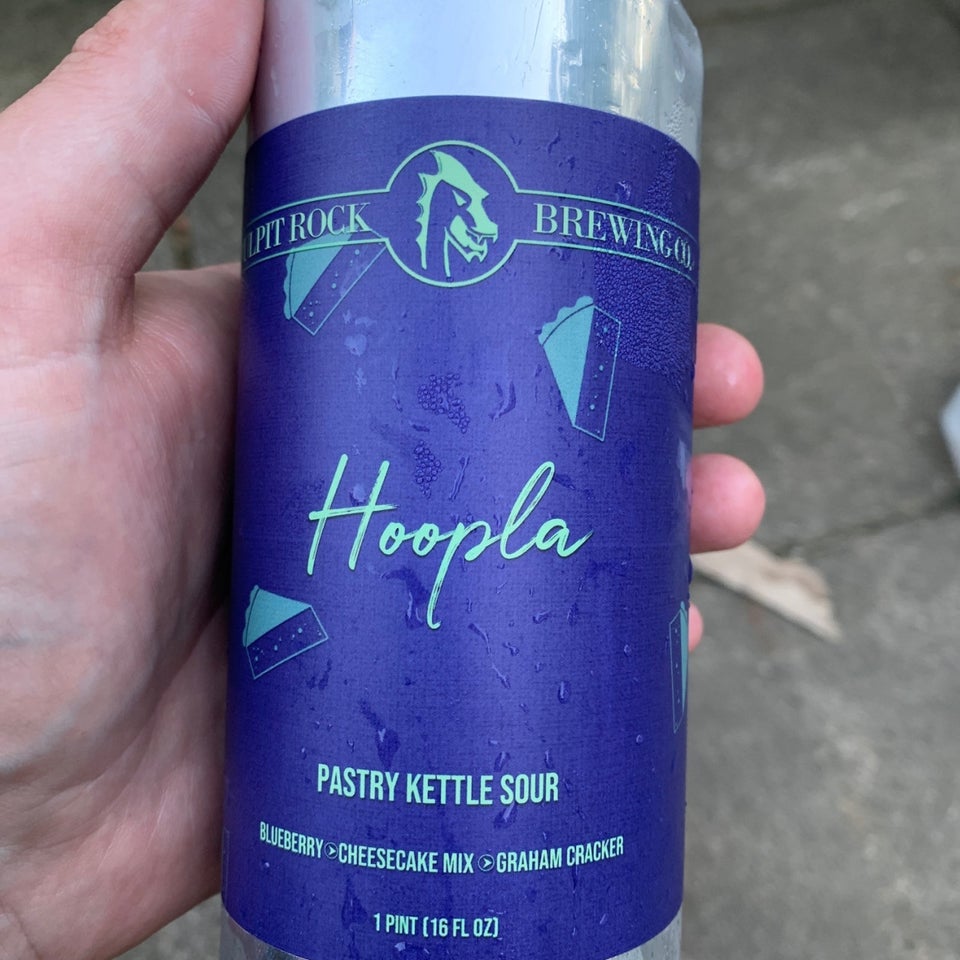 ULPIT ROCK BREWING CO.
Hoopla
PASTRY KETTLE SOUR
BLUEBERRY CHEESECAKE MIX GRAHAM CRACKER
1 PINT (16 FL OZ)